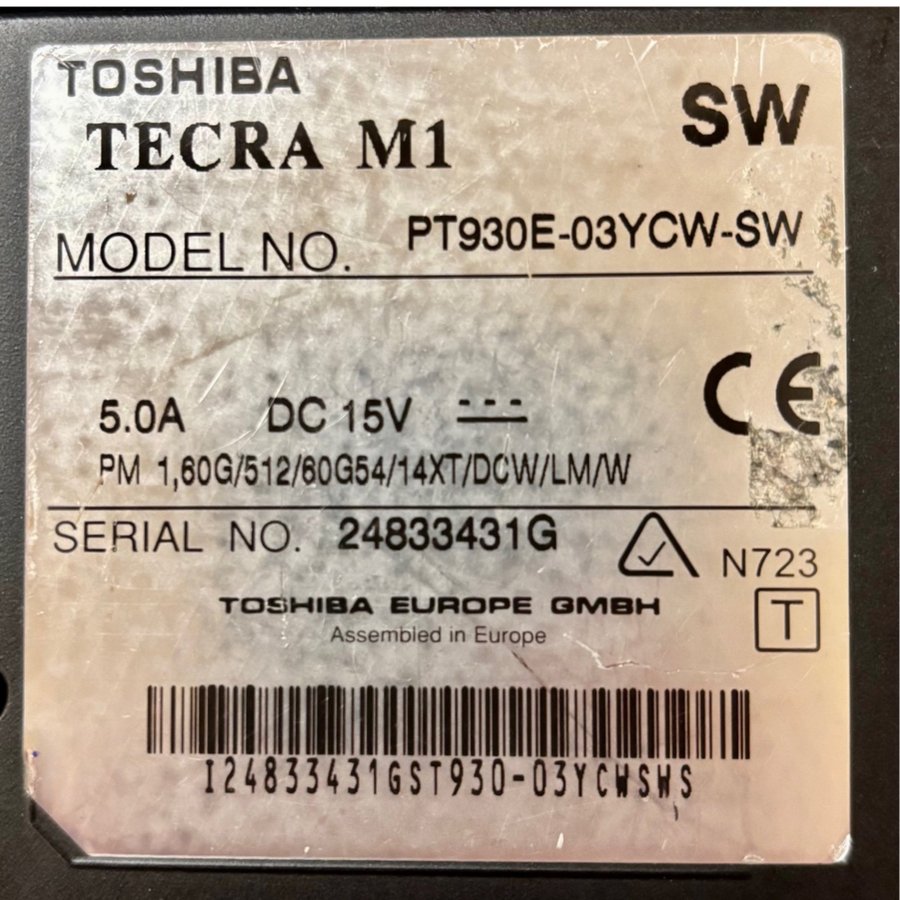 TOSHIBA
TECRA M1 SW
MODEL NO. PT930E-03YCW-SW
5.0A DC 15V
CE
PM 1,60G/512/60G54/14XT/DCW/LM/W
SERIAL NO. 24833431G
N723
TOSHIBA EUROPE GMBH
T
Assembled in Europe
I24833431GST930-03YCWSWS